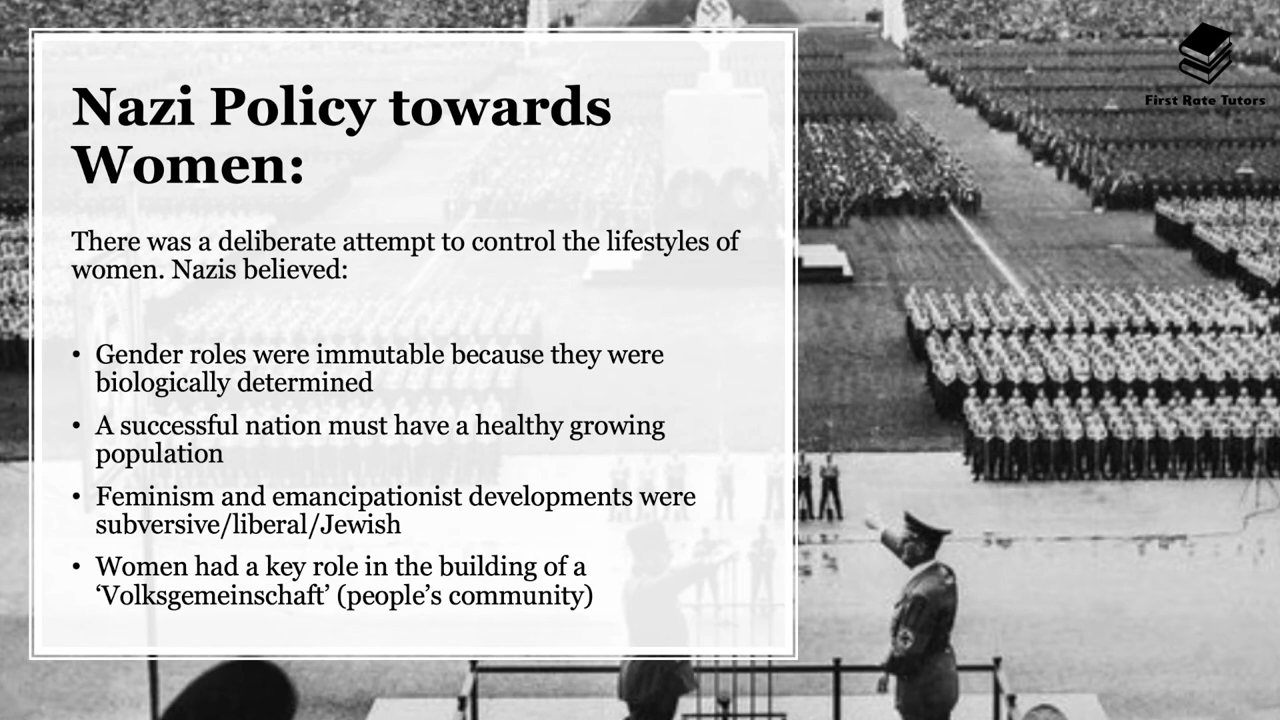 First Rate Tutors
Nazi Policy towards
Women:
There was a deliberate attempt to control the lifestyles of
women. Nazis believed:
• Gender roles were immutable because they were
biologically determined
• A successful nation must have a healthy growing
population
• Feminism and emancipationist developments were
subversive/liberal/Jewish
• Women had a key role in the building of a
‘Volksgemeinschaft’ (people’s community)